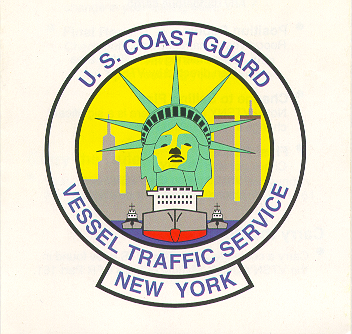 U. S. COAST GUARD
VESSEL TRAFFIC SERVICE
NEW YORK